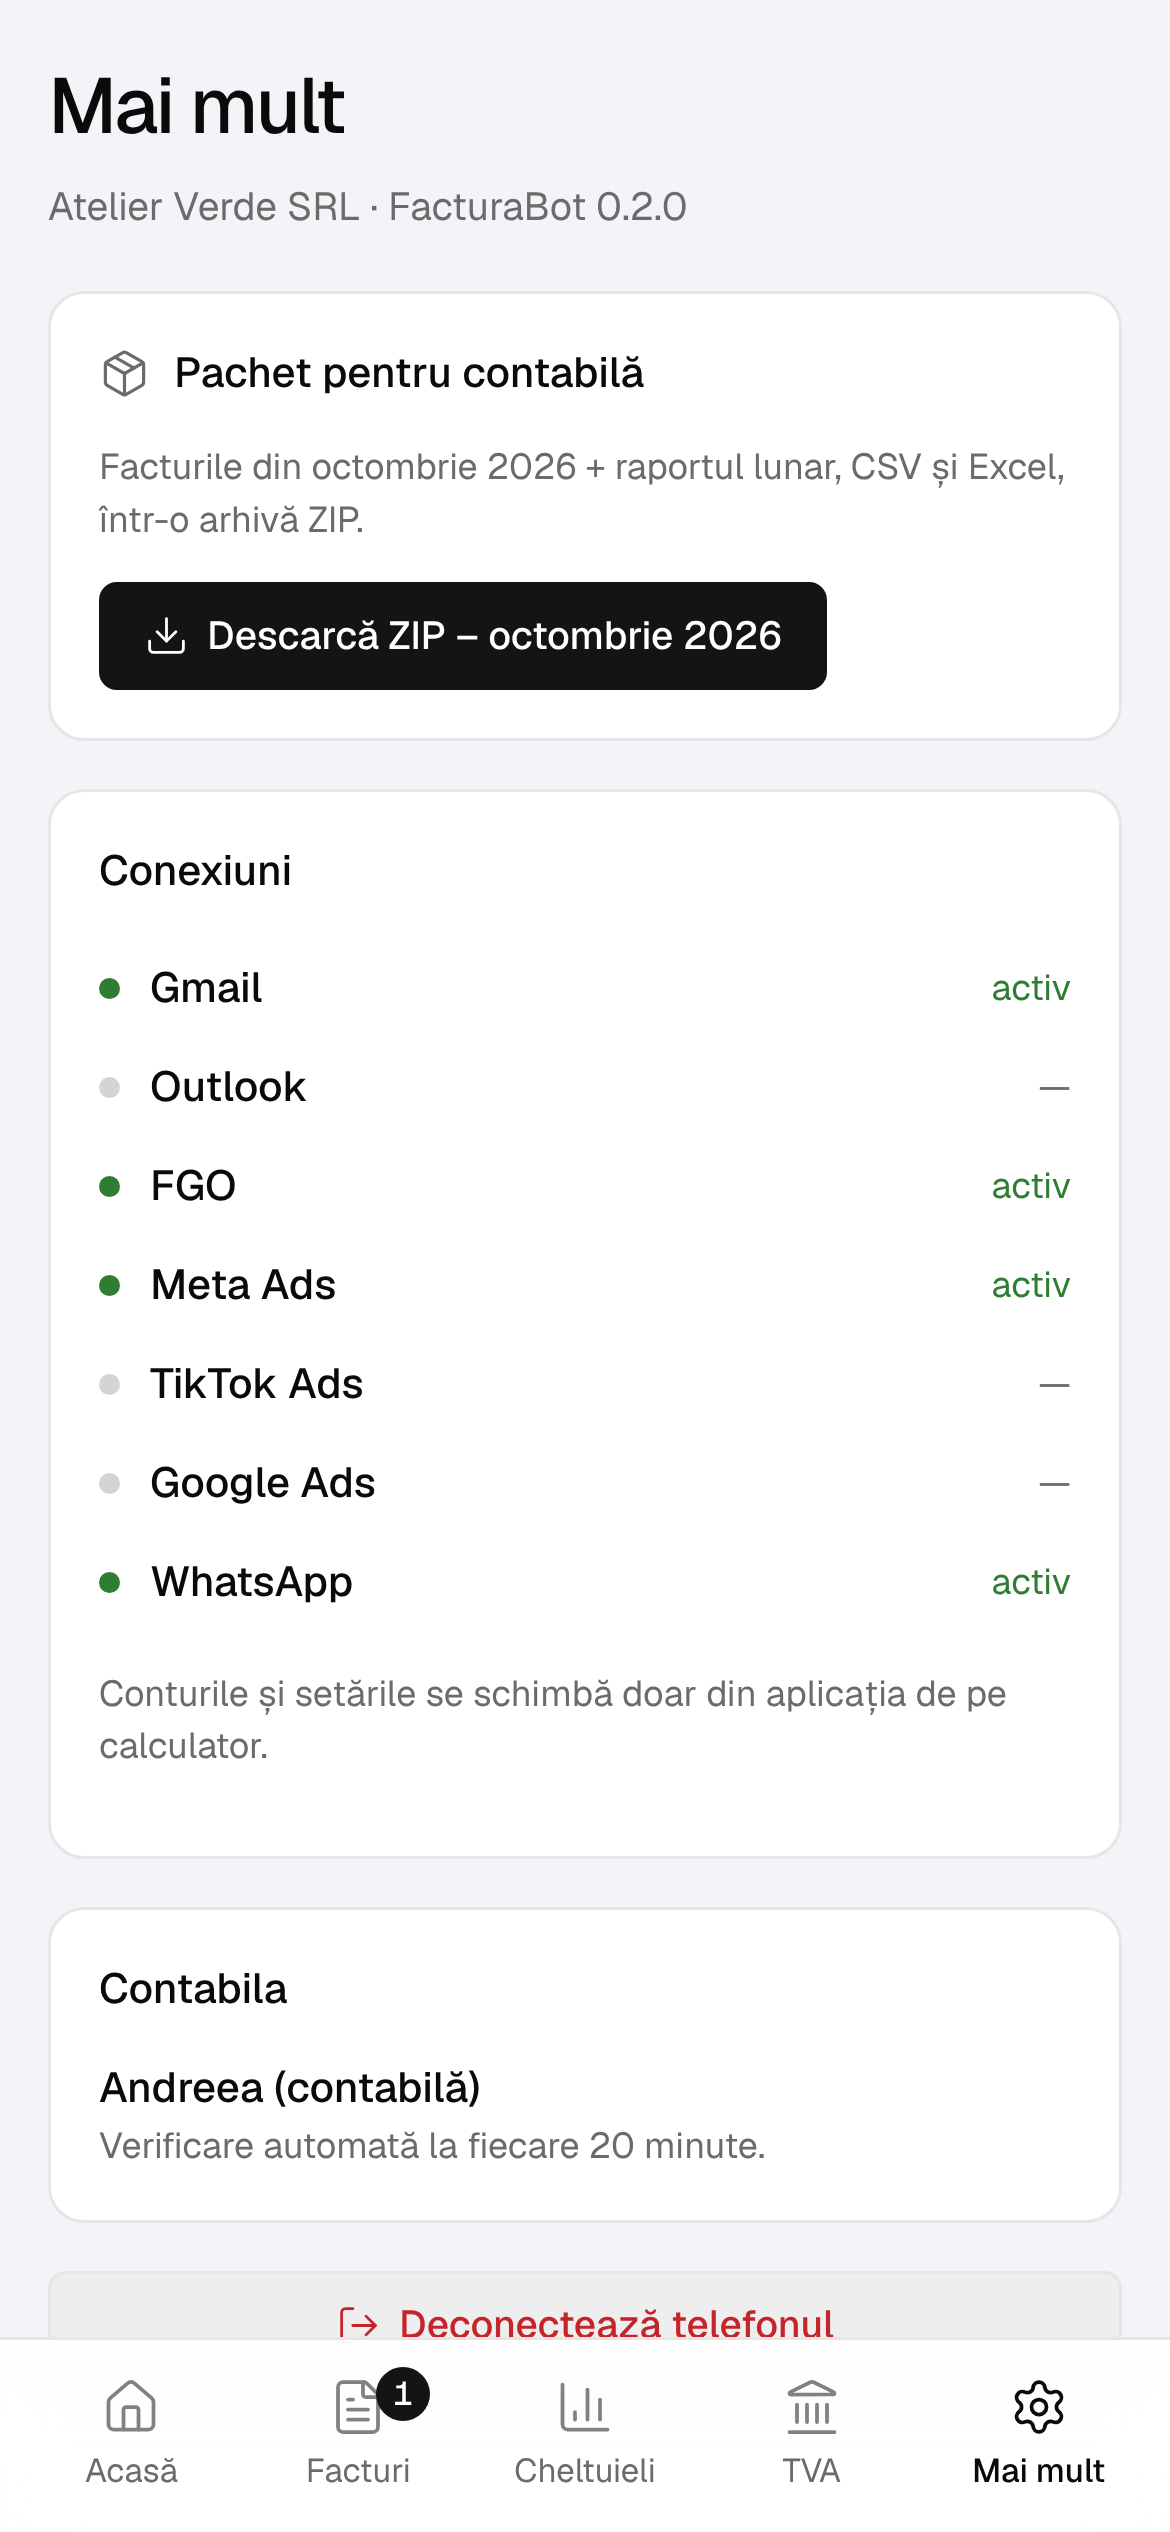 Mai mult
Atelier Verde SRL · FacturaBot 0.2.0
Pachet pentru contabilă
Facturile din octombrie 2026 + raportul lunar, CSV și Excel,
într-o arhivă ZIP.
Descarcă ZIP – octombrie 2026
Conexiuni
Gmail activ
Outlook —
FGO activ
Meta Ads activ
TikTok Ads —
Google Ads —
WhatsApp activ
Conturile și setările se schimbă doar din aplicația de pe
calculator.
Contabila
Andreea (contabilă)
Verificare automată la fiecare 20 minute.
Deconectează telefonul
1
Acasă Facturi Cheltuieli TVA Mai mult